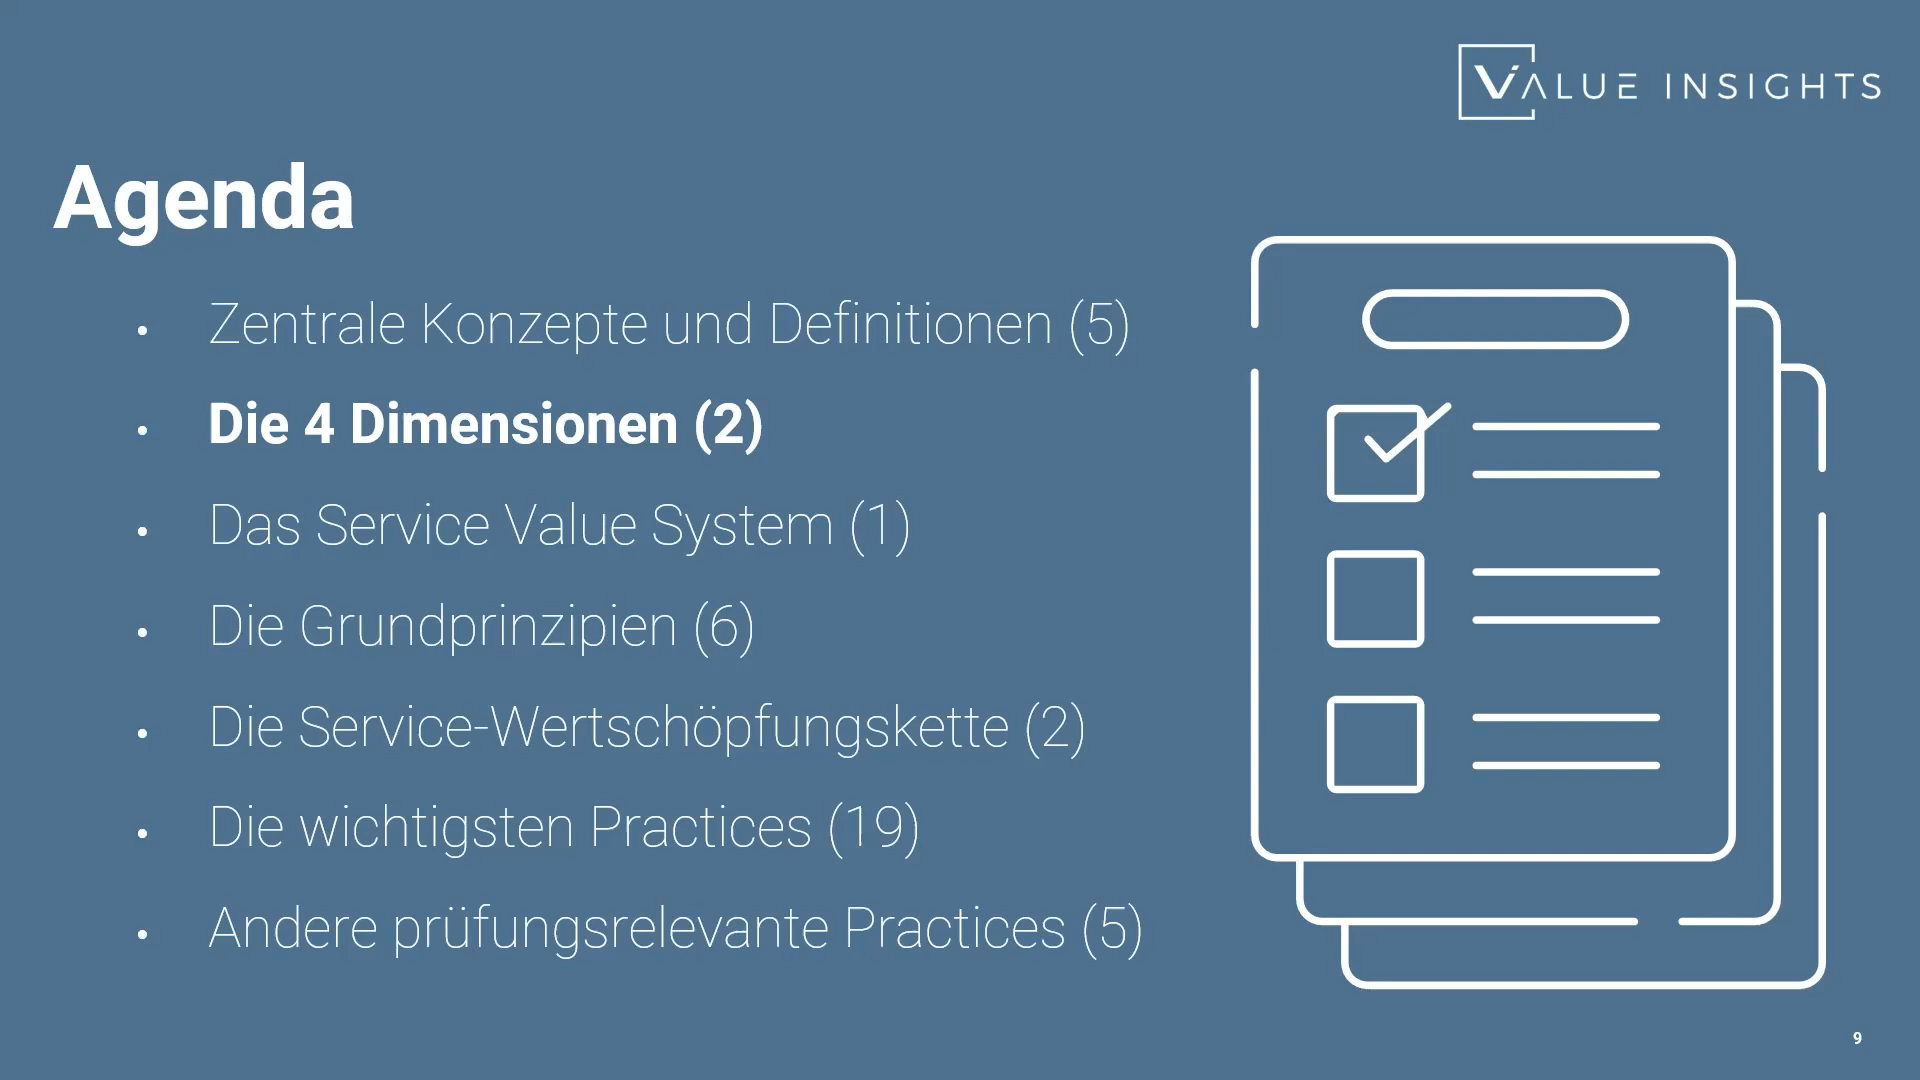 VALUE INSIGHTS
Agenda
• Zentrale Konzepte und Definitionen (5)
• Die 4 Dimensionen (2)
• Das Service Value System (1)
• Die Grundprinzipien (6)
• Die Service-Wertschöpfungskette (2)
• Die wichtigsten Practices (19)
• Andere prüfungsrelevante Practices (5)
9